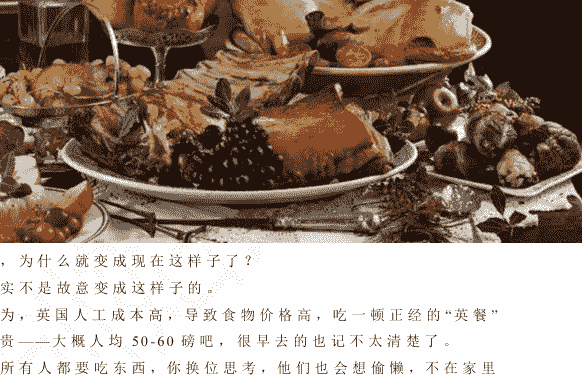 ，为什么就变成现在这样子了？
实不是故意变成这样子的。
为，英国人工成本高，导致食物价格高，吃一顿正经的“英餐”
贵——大概人均 50-60 磅吧，很早去的也记不太清楚了。
所有人都要吃东西，你换位思考，他们也会想偷懒，不在家里